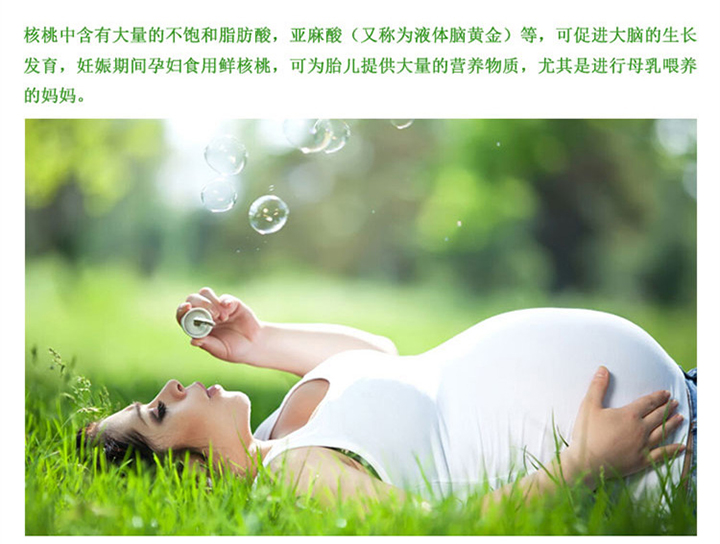 核桃中含有大量的不饱和脂肪酸，亚麻酸（又称为液体脑黄金）等，可促进大脑的生长
发育，妊娠期间孕妇食用鲜核桃，可为胎儿提供大量的营养物质，尤其是进行母乳喂养
的妈妈。